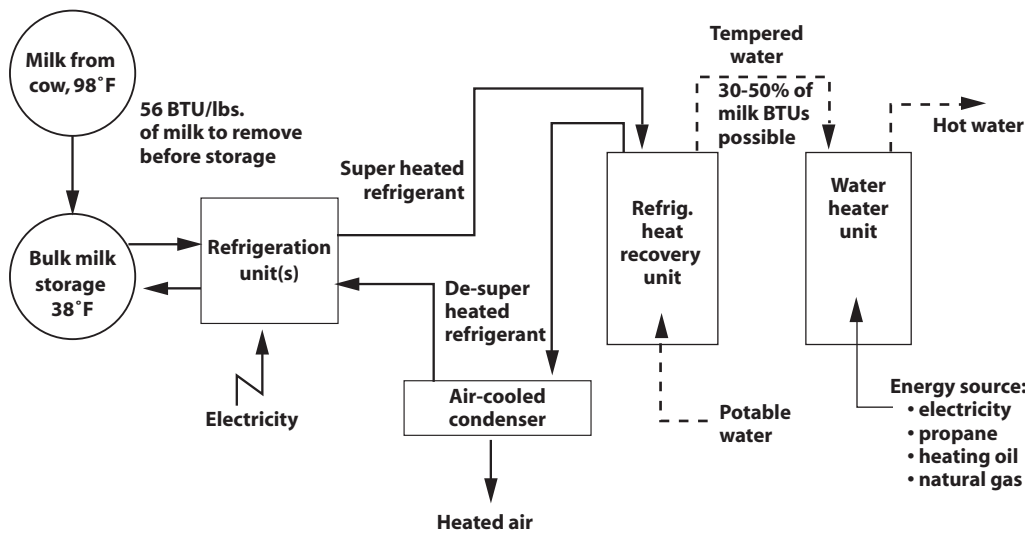 Milk from
cow, 98˚F
56 BTU/lbs.
of milk to remove
before storage
Bulk milk
storage
38˚F
Refrigeration
unit(s)
Electricity
Super heated
refrigerant
De-super
heated
refrigerant
Air-cooled
condenser
Heated air
Refrig.
heat
recovery
unit
Potable
water
Tempered
water
30-50% of
milk BTUs
possible
Water
heater
unit
Hot water
Energy source:
• electricity
• propane
• heating oil
• natural gas